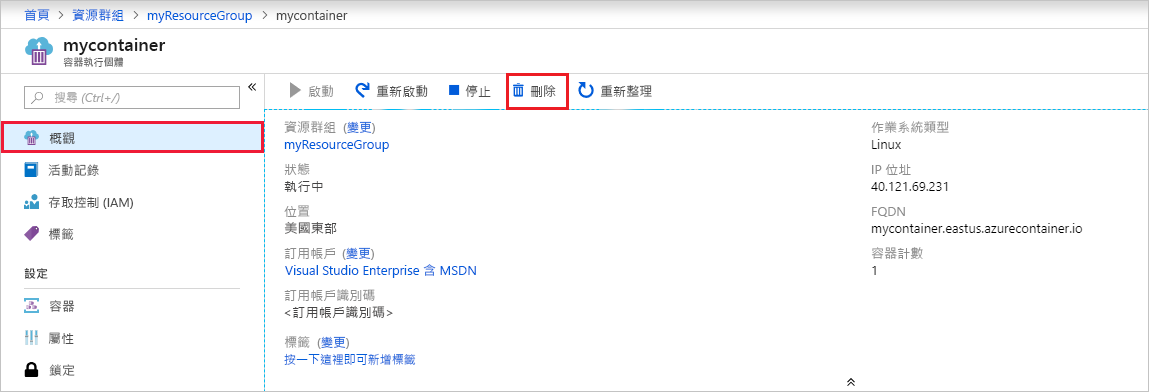 首頁 > 資源群組 > myResourceGroup > mycontainer
mycontainer
容器執行個體
搜尋 (Ctrl+/)
概觀
活動記錄
存取控制 (IAM)
標籤
設定
容器
屬性
鎖定
啟動 重新啟動 停止 刪除 重新整理
資源群組 (變更)
myResourceGroup
狀態
執行中
位置
美國東部
訂用帳戶 (變更)
Visual Studio Enterprise 含 MSDN
訂用帳戶識別碼
<訂用帳戶識別碼>
標籤 (變更)
按一下這裡即可新增標籤
作業系統類型
Linux
IP 位址
40.121.69.231
FQDN
mycontainer.eastus.azurecontainer.io
容器計數
1